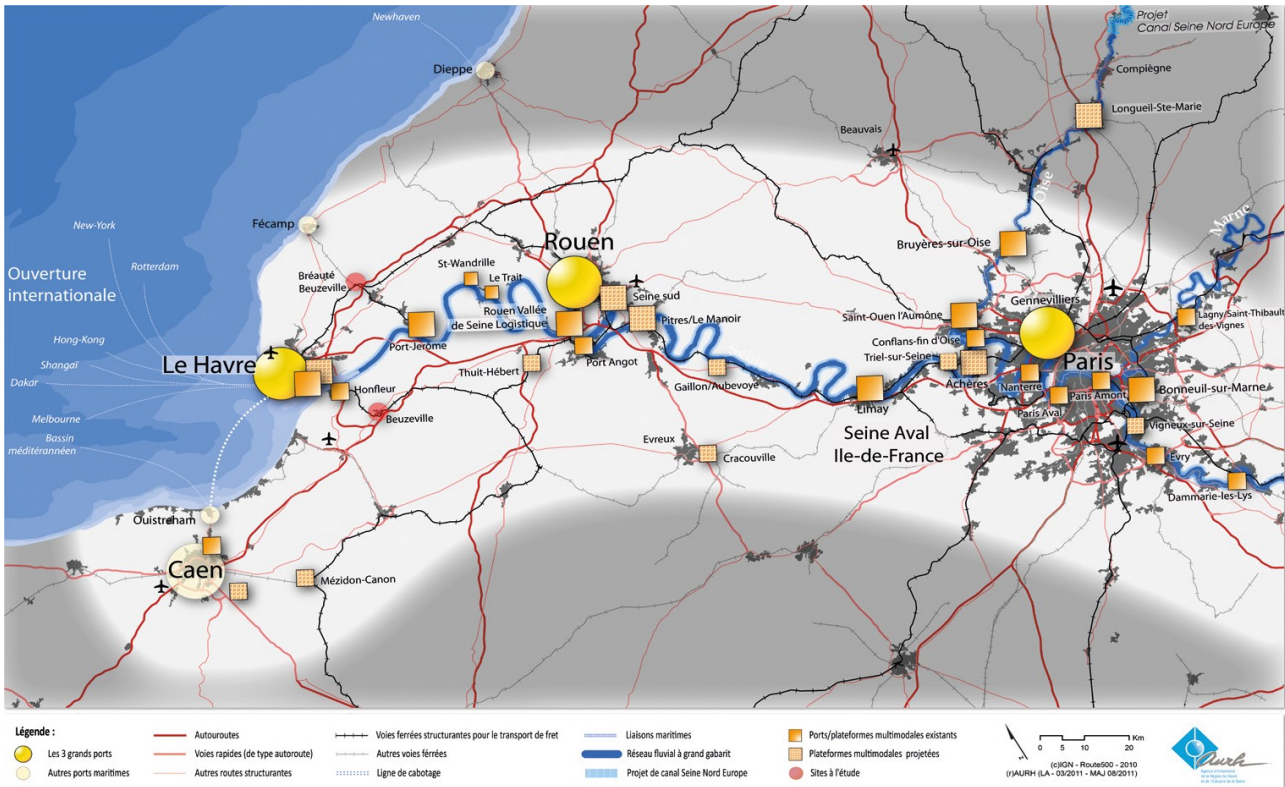 Projet
Canal Seine Nord Europe
Newhaven
Dieppe
Compiègne
Longueil-Ste-Marie
Beauvais
Oise
Marne
Fécamp
New-York
Rotterdam
Ouverture
internationale
Rouen
Bruyères-sur-Oise
St-Wandrille
Le Trait
Bréauté
Beuzeville
Seine sud
Gennevilliers
Rouen Vallée
de Seine Logistique
Pitres/Le Manoir
Saint-Ouen l'Aumône
Lagny/Saint-Thibault
des-Vignes
Port-Jérome
Conflans-fin d'Oise
Hong-Kong
Le Havre
Port Angot
Triel-sur-Seine
Paris
Shangaï
Thuit-Hébert
Achères
Nanterre
Dakar
Honfleur
Gaillon/Aubevoye
Paris Amont
Bonneuil-sur-Marne
Limay
Paris Aval
Melbourne
Beuzeville
Vigneux-sur-Seine
Bassin
méditérannéen
Evreux
Seine Aval
Ile-de-France
Cracouville
Evry
Dammarie-les-Lys
Ouistreham
Caen
Mézidon-Canon
Légende :
Les 3 grands ports
Autres ports maritimes
Autoroutes
Voies rapides (de type autoroute)
Autres routes structurantes
Voies ferrées structurantes pour le transport de fret
Autres voies férrées
Ligne de cabotage
Liaisons maritimes
Réseau fluvial à grand gabarit
Projet de canal Seine Nord Europe
Ports/plateformes multimodales existants
Plateformes multimodales projetées
Sites à l'étude
0 5 10 20 Km
(c)IGN - Route500 - 2010
(r)AURH (LA - 03/2011 - MAJ 08/2011)
aurh